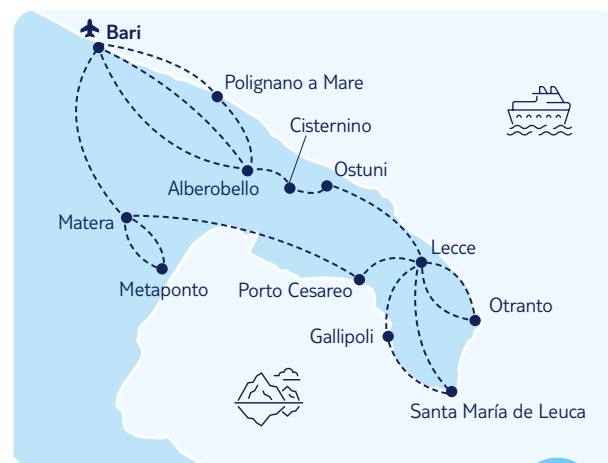 Bari
Polignano a Mare
Cisternino
Ostuni
Alberobello
Matera
Lecce
Metaponto
Porto Cesareo
Otranto
Gallipoli
Santa María de Leuca